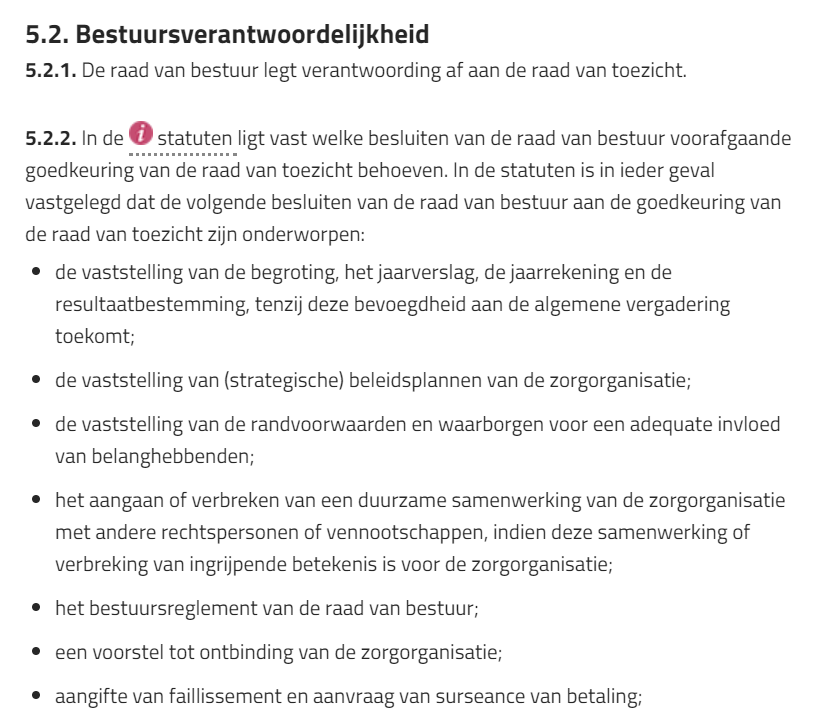 5.2. Bestuursverantwoordelijkheid
5.2.1. De raad van bestuur legt verantwoording af aan de raad van toezicht.
5.2.2. In de i statuten ligt vast welke besluiten van de raad van bestuur voorafgaande
goedkeuring van de raad van toezicht behoeven. In de statuten is in ieder geval
vastgelegd dat de volgende besluiten van de raad van bestuur aan de goedkeuring van
de raad van toezicht zijn onderworpen:
• de vaststelling van de begroting, het jaarverslag, de jaarrekening en de
resultaatbestemming, tenzij deze bevoegdheid aan de algemene vergadering
toekomt;
• de vaststelling van (strategische) beleidsplannen van de zorgorganisatie;
• de vaststelling van de randvoorwaarden en waarborgen voor een adequate invloed
van belanghebbenden;
• het aangaan of verbreken van een duurzame samenwerking van de zorgorganisatie
met andere rechtspersonen of vennootschappen, indien deze samenwerking of
verbreking van ingrijpende betekenis is voor de zorgorganisatie;
• het bestuursreglement van de raad van bestuur;
• een voorstel tot ontbinding van de zorgorganisatie;
• aangifte van faillissement en aanvraag van surseance van betaling;